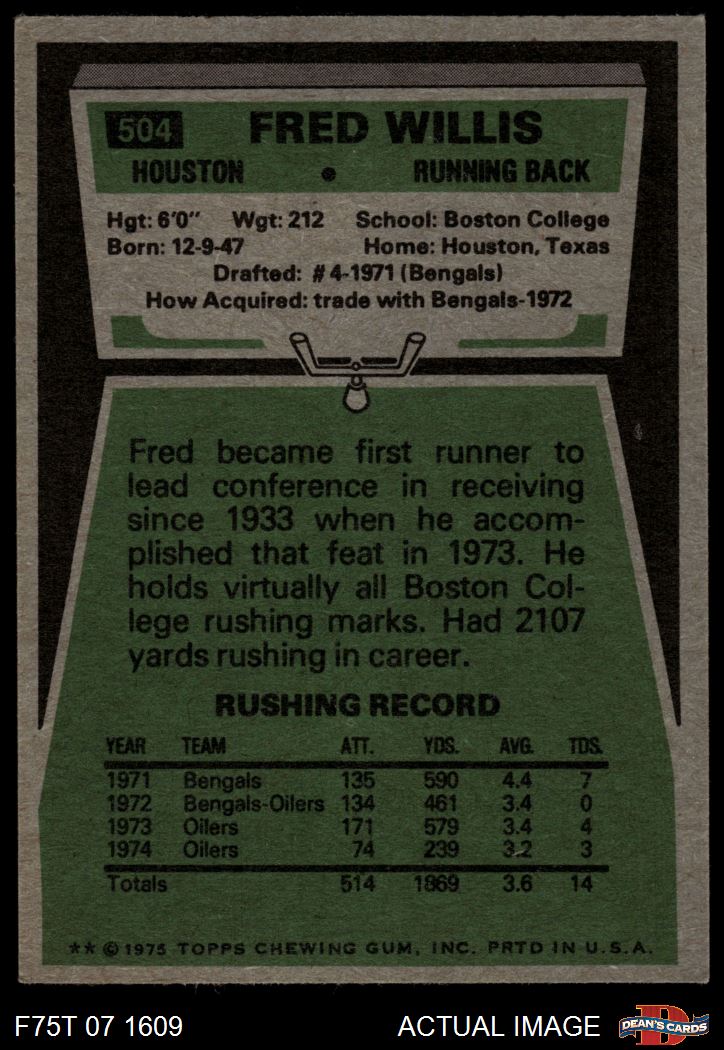 504 FRED WILLIS
HOUSTON • RUNNING BACK
Hgt: 6'0" Wgt: 212 School: Boston College
Born: 12-9-47 Home: Houston, Texas
Drafted: #4-1971 (Bengals)
How Acquired: trade with Bengals-1972
Fred became first runner to
lead conference in receiving
since 1933 when he accom-
plished that feat in 1973. He
holds virtually all Boston Col-
lege rushing marks. Had 2107
yards rushing in career.
RUSHING RECORD
YEAR TEAM ATT. YDS. AVG. TDS.
1971 Bengals 135 590 4.4 7
1972 Bengals-Oilers 134 461 3.4 0
1973 Oilers 171 579 3.4 4
1974 Oilers 74 239 3.2 3
Totals 514 1869 3.6 14
** © 1975 TOPPS CHEWING GUM, INC. PRTD IN U.S.A.
F75T 07 1609 ACTUAL IMAGE D DEAN'S CARDS